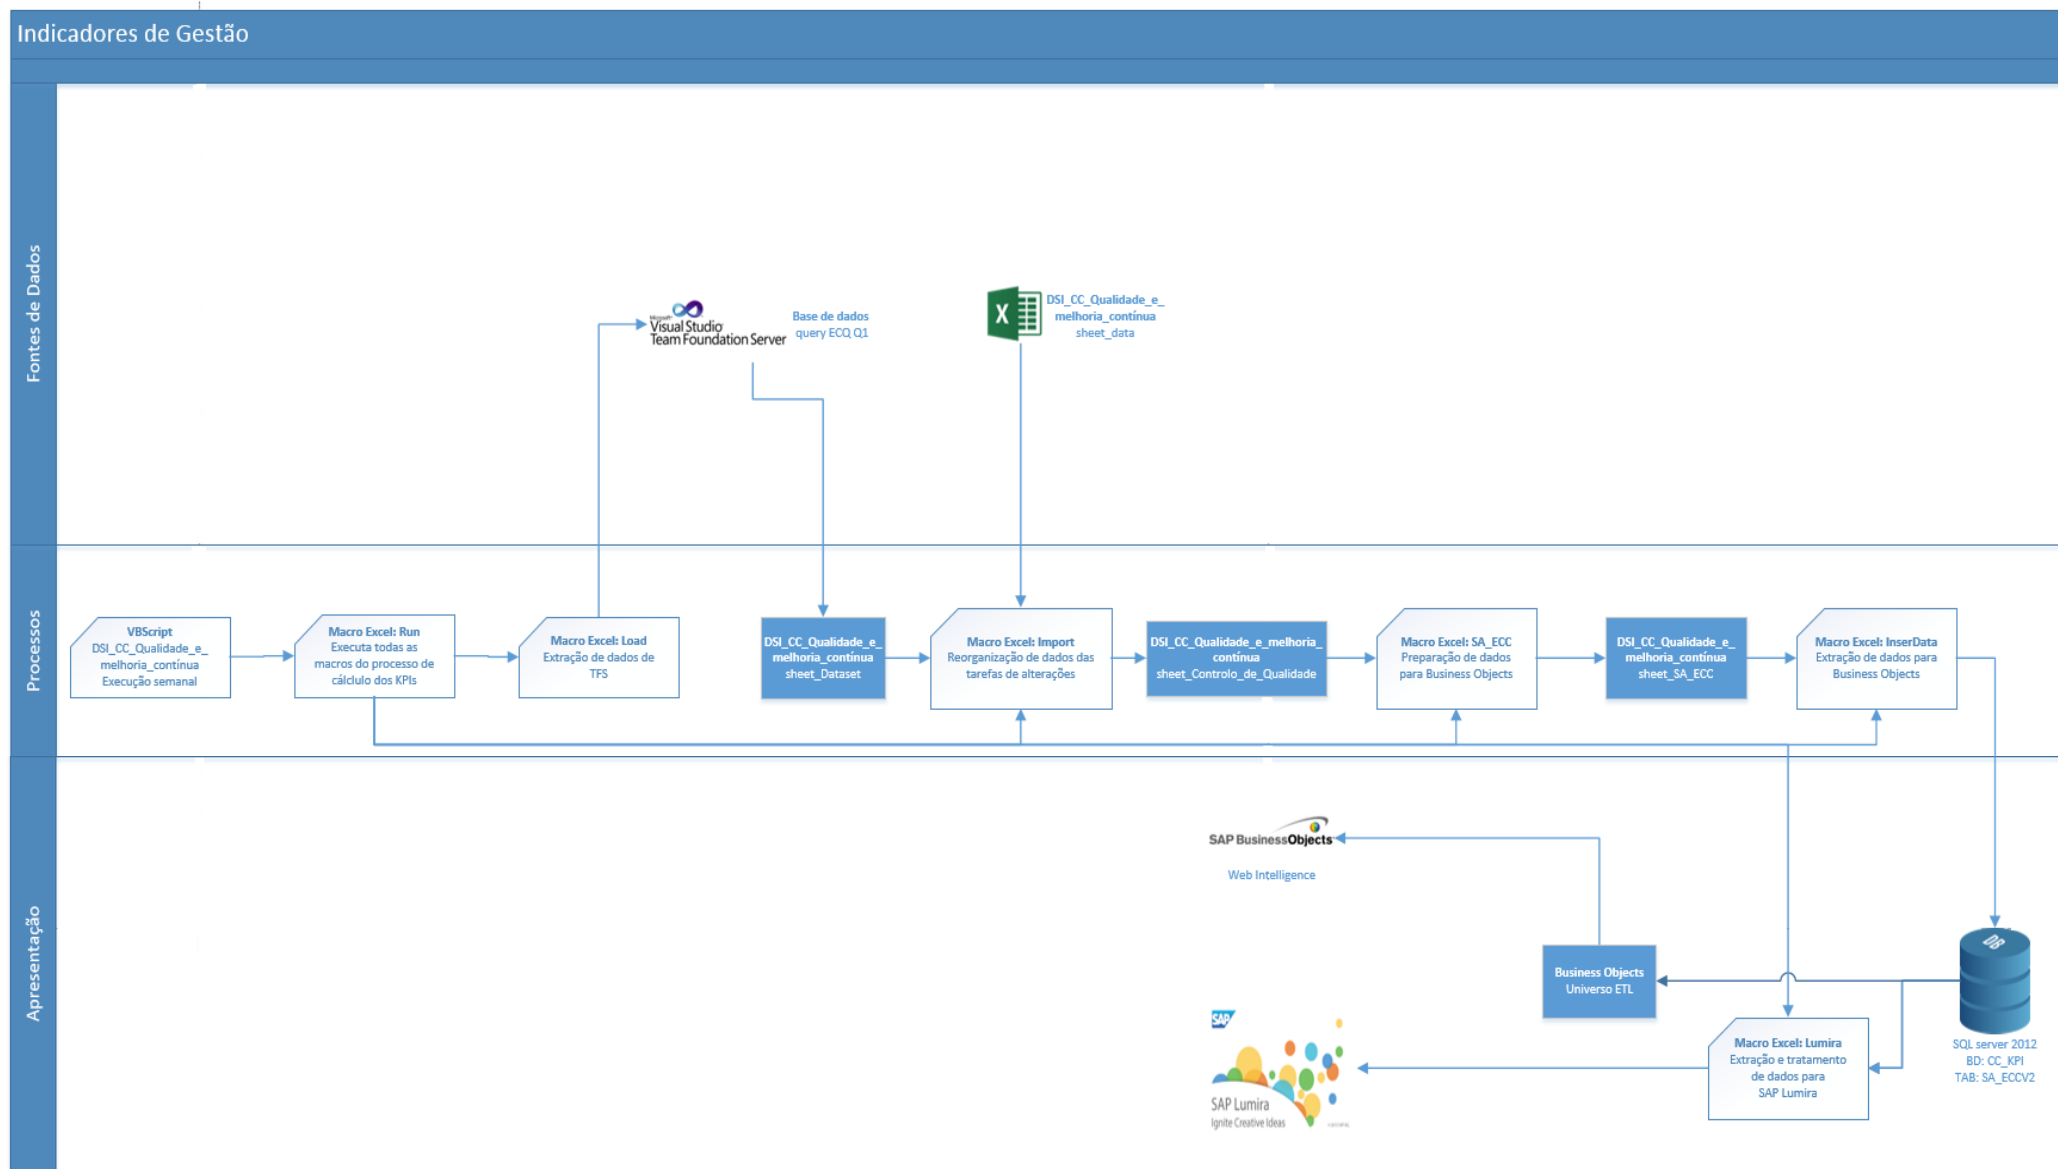 Indicadores de Gestão
Fontes de Dados
Microsoft
Visual Studio
Team Foundation Server
Base de dados
query ECQ Q1
X
DSI_CC_Qualidade_e_
melhoria_contínua
sheet_data
Processos
VBScript
DSI_CC_Qualidade_e_
melhoria_contínua
Execução semanal
Macro Excel: Run
Executa todas as
macros do processo de
cálclulo dos KPIs
Macro Excel: Load
Extração de dados de
TFS
DSI_CC_Qualidade_e_
melhoria_contínua
sheet_Dataset
Macro Excel: Import
Reorganização de dados das
tarefas de alterações
DSI_CC_Qualidade_e_melhoria_
contínua
sheet_Controlo_de_Qualidade
Macro Excel: SA_ECC
Preparação de dados
para Business Objects
DSI_CC_Qualidade_e_
melhoria_contínua
sheet_SA_ECC
Macro Excel: InserData
Extração de dados para
Business Objects
Apresentação
SAP BusinessObjects
Web Intelligence
Business Objects
Universo ETL
DB
SQL server 2012
BD: CC_KPI
TAB: SA_ECCV2
Macro Excel: Lumira
Extração e tratamento
de dados para
SAP Lumira
SAP
SAP Lumira
Ignite Creative Ideas